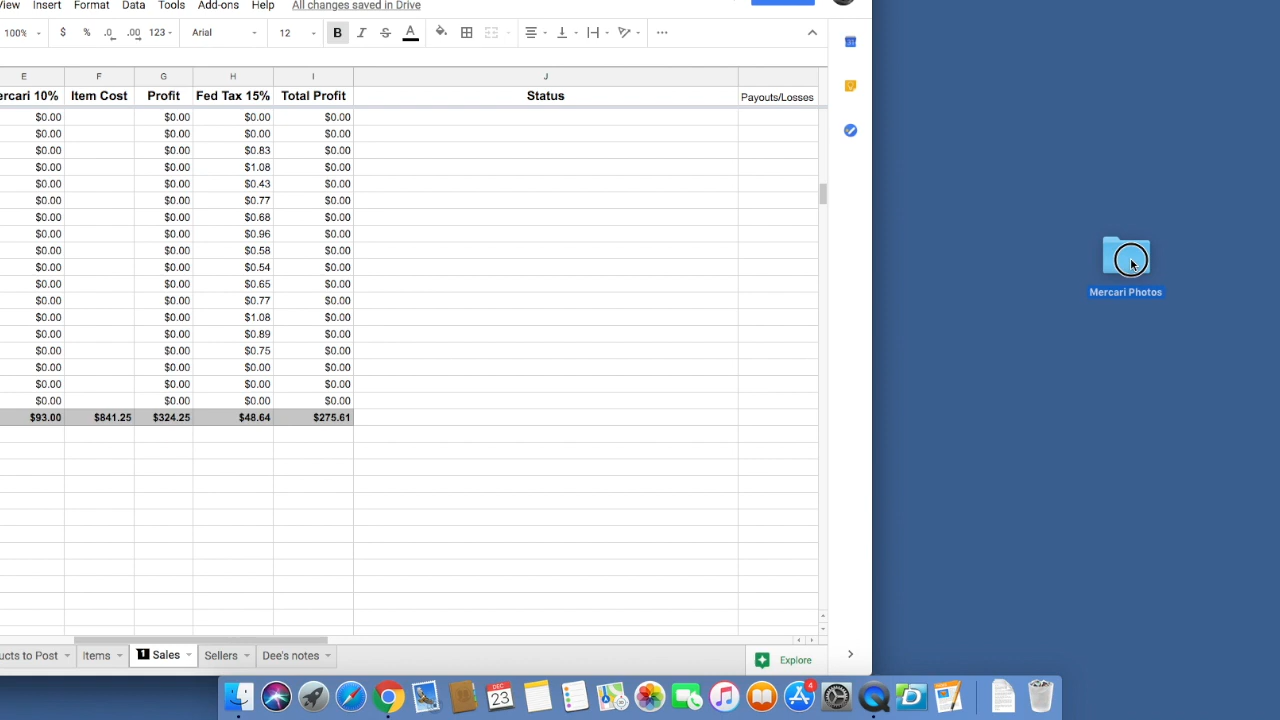 View Insert Format Data Tools Add-ons Help All changes saved in Drive
100% $ % .0 .00 123 Arial 12 B I S A
E F G H I J
ercari 10% Item Cost Profit Fed Tax 15% Total Profit Status Payouts/Losses
$0.00 $0.00 $0.00 $0.00
$0.00 $0.00 $0.00 $0.00
$0.00 $0.00 $0.83 $0.00
$0.00 $0.00 $1.08 $0.00
$0.00 $0.00 $0.43 $0.00
$0.00 $0.00 $0.77 $0.00
$0.00 $0.00 $0.68 $0.00
$0.00 $0.00 $0.96 $0.00
$0.00 $0.00 $0.58 $0.00
$0.00 $0.00 $0.54 $0.00
$0.00 $0.00 $0.65 $0.00
$0.00 $0.00 $0.77 $0.00
$0.00 $0.00 $1.08 $0.00
$0.00 $0.00 $0.89 $0.00
$0.00 $0.00 $0.75 $0.00
$0.00 $0.00 $0.00 $0.00
$0.00 $0.00 $0.00 $0.00
$0.00 $0.00 $0.00 $0.00
$93.00 $841.25 $324.25 $48.64 $275.61
ucts to Post Items 1 Sales Sellers Dee's notes Explore
31
Mercari Photos
DEC
23
4